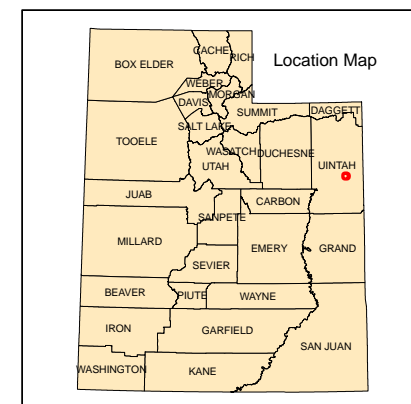 Location Map
CACHE
RICH
BOX ELDER
WEBER
MORGAN
DAVIS
SUMMIT
DAGGETT
SALT LAKE
TOOELE
WASATCH
DUCHESNE
UTAH
UINTAH
JUAB
CARBON
SANPETE
MILLARD
EMERY
GRAND
SEVIER
BEAVER
PIUTE
WAYNE
IRON
GARFIELD
SAN JUAN
WASHINGTON
KANE